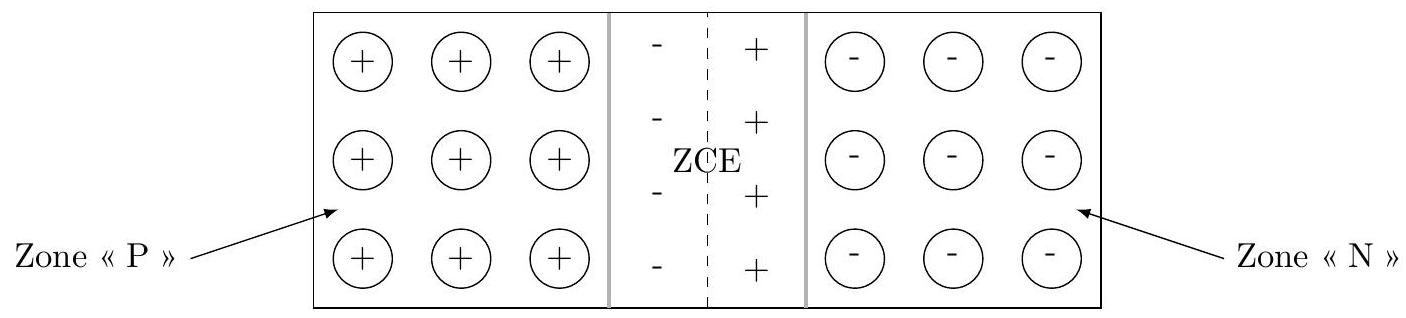 + + + - + - - -
- +
+ + + ZCE - - -
- +
Zone « P » + + + - + - - - Zone « N »